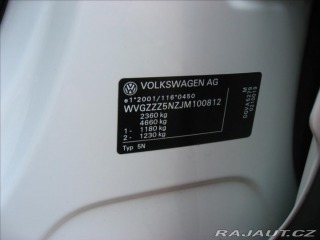 VOLKSWAGEN AG
e1*2001/116*0450
WVGZZZ5NZJM100812
2360 kg
4660 kg
1 - 1180 kg
2 - 1230 kg
Typ 5N
RAJAUT.CZ